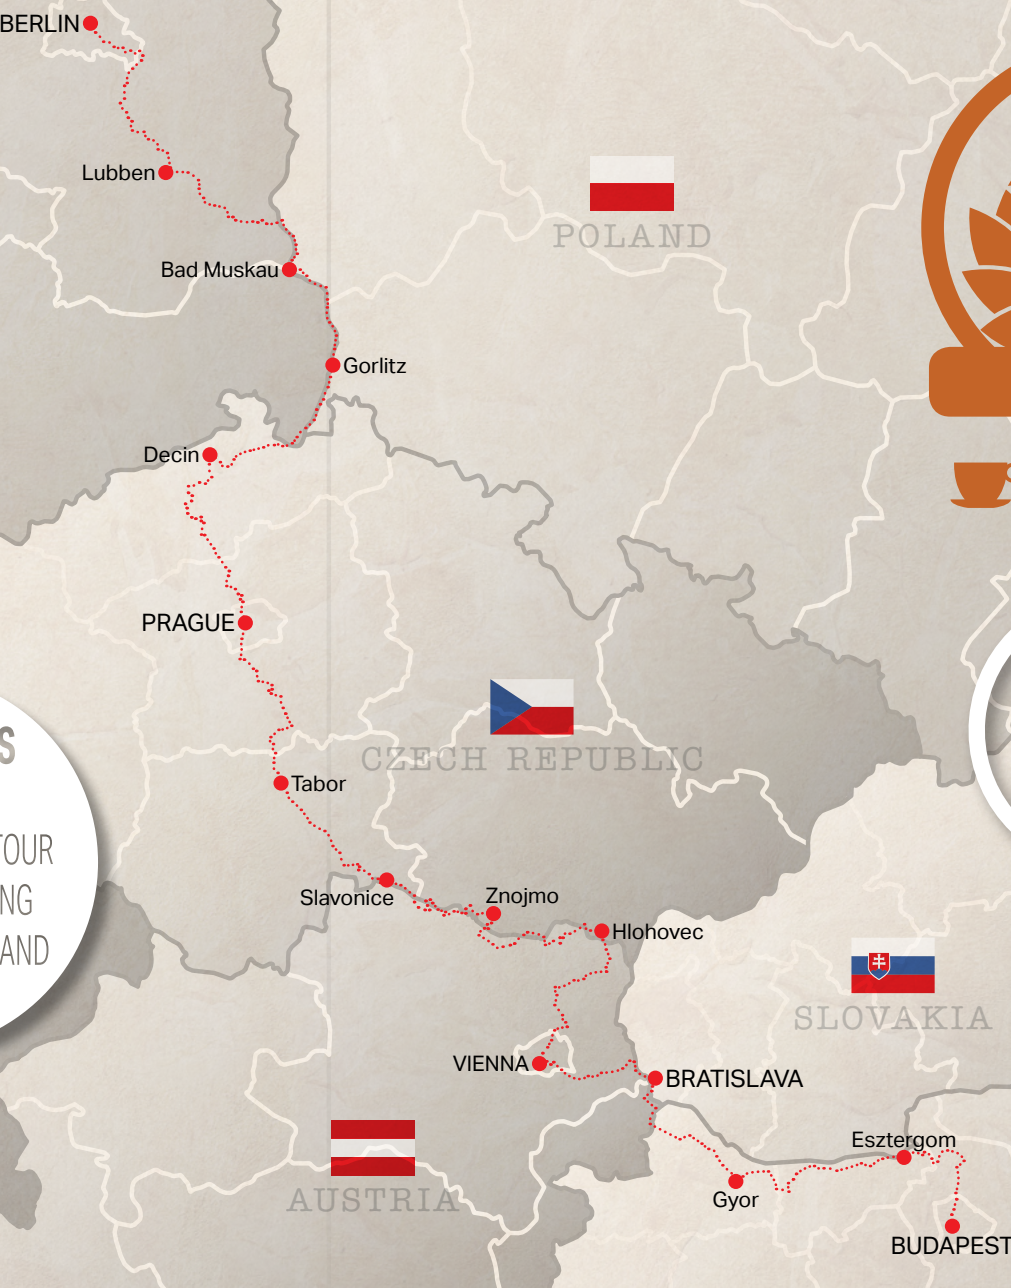 BERLIN
Lubben
POLAND
Bad Muskau
Gorlitz
Decin
PRAGUE
S
CZECH REPUBLIC
Tabor
TOUR
NG
AND
Slavonice
Znojmo
Hlohovec
SLOVAKIA
VIENNA
BRATISLAVA
Esztergom
AUSTRIA
Gyor
BUDAPEST